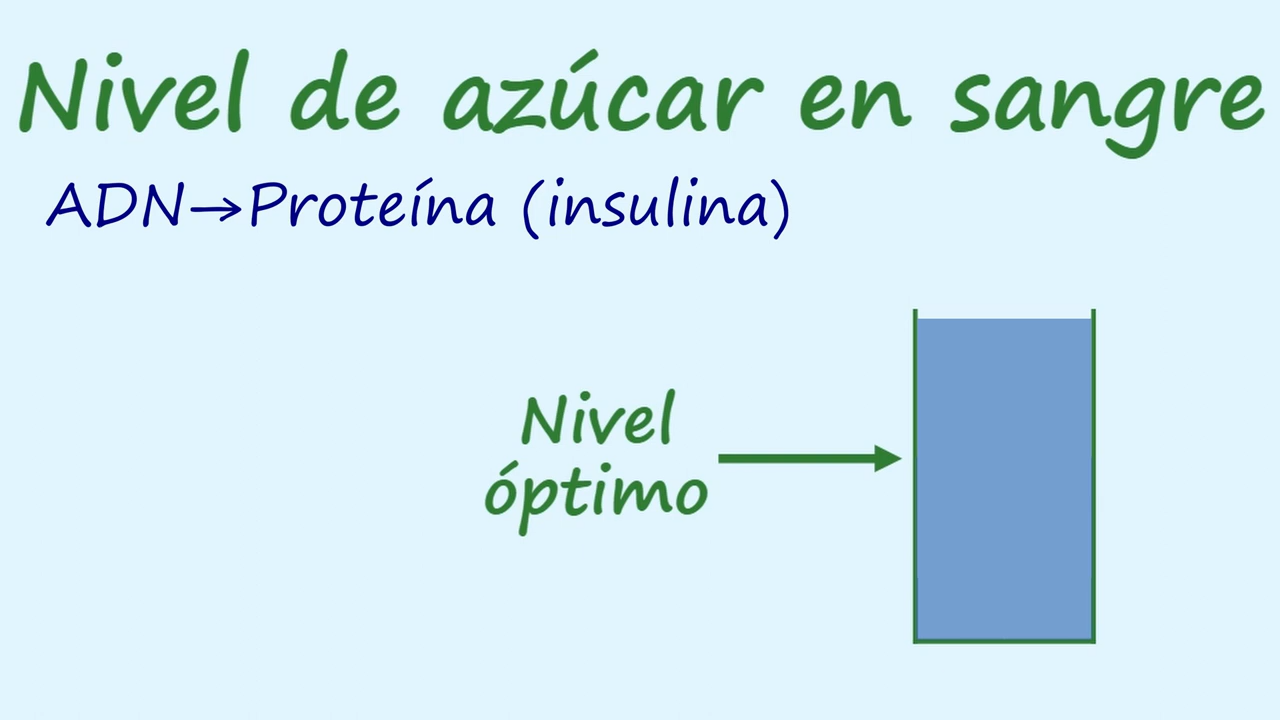 Nivel de azúcar en sangre
ADN→Proteína (insulina)
Nivel
óptimo